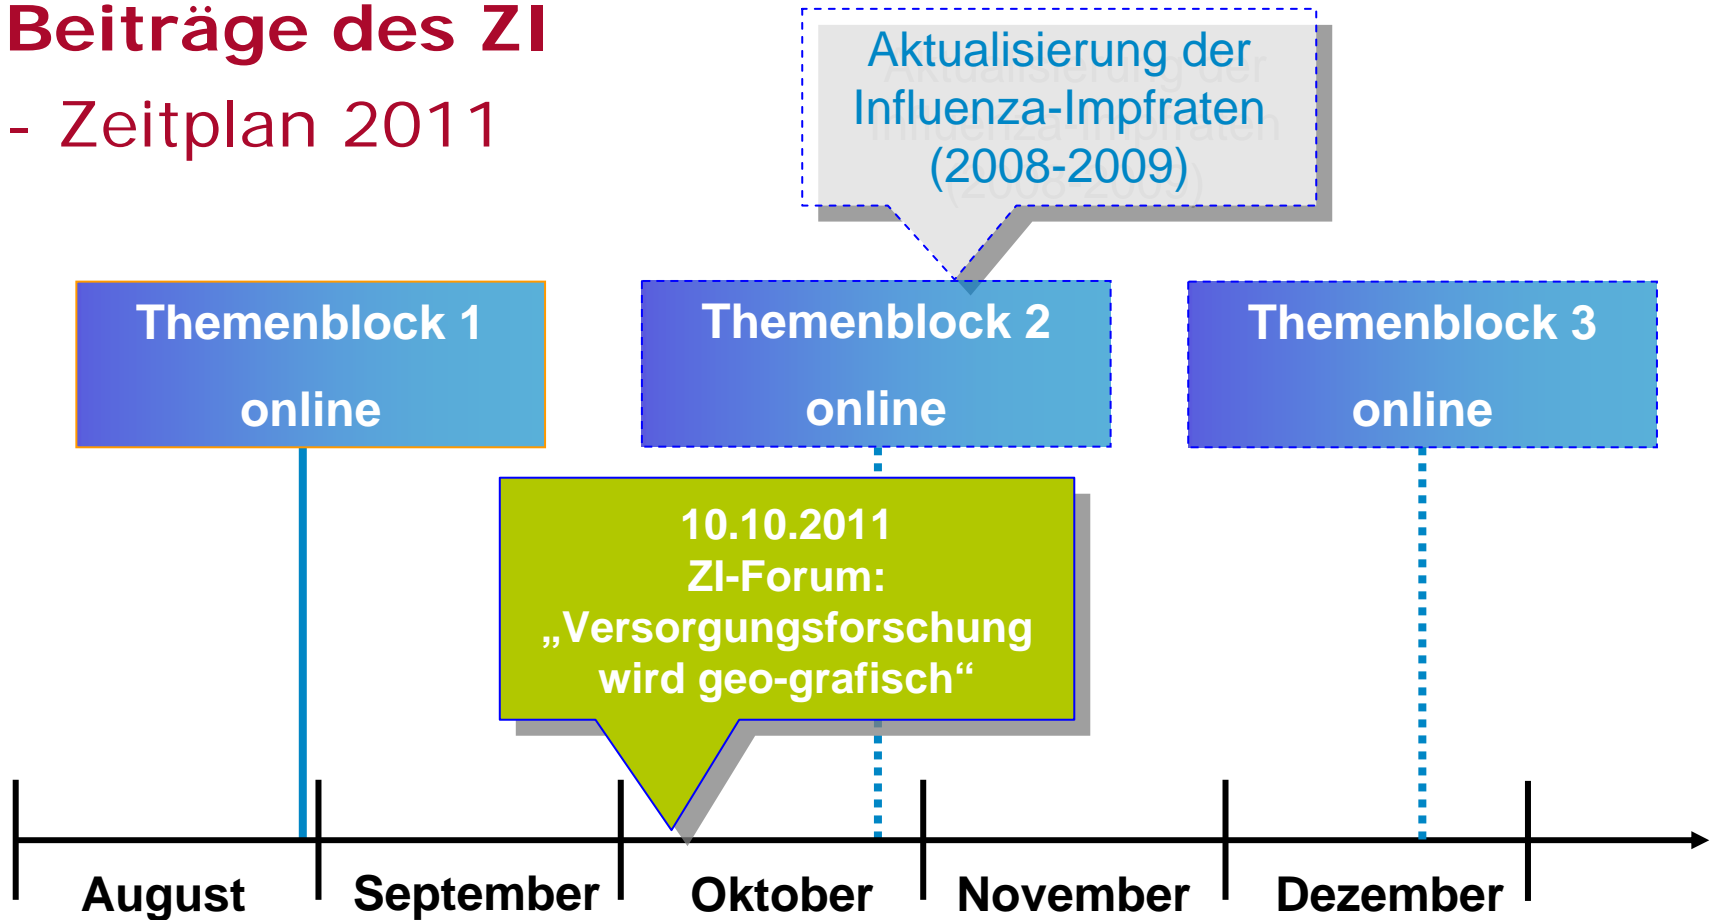 Beiträge des ZI
- Zeitplan 2011
Aktualisierung der
Influenza-Impfraten
(2008-2009)
Themenblock 1
online
Themenblock 2
online
Themenblock 3
online
10.10.2011
ZI-Forum:
„Versorgungsforschung
wird geo-grafisch“
August
September
Oktober
November
Dezember